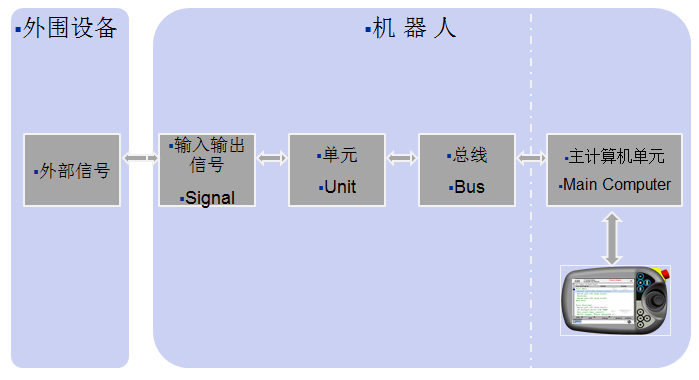 ▪外围设备
▪机 器 人
▪外部信号
▪输入输出
信号
▪Signal
▪单元
▪Unit
▪总线
▪Bus
▪主计算机单元
▪Main Computer